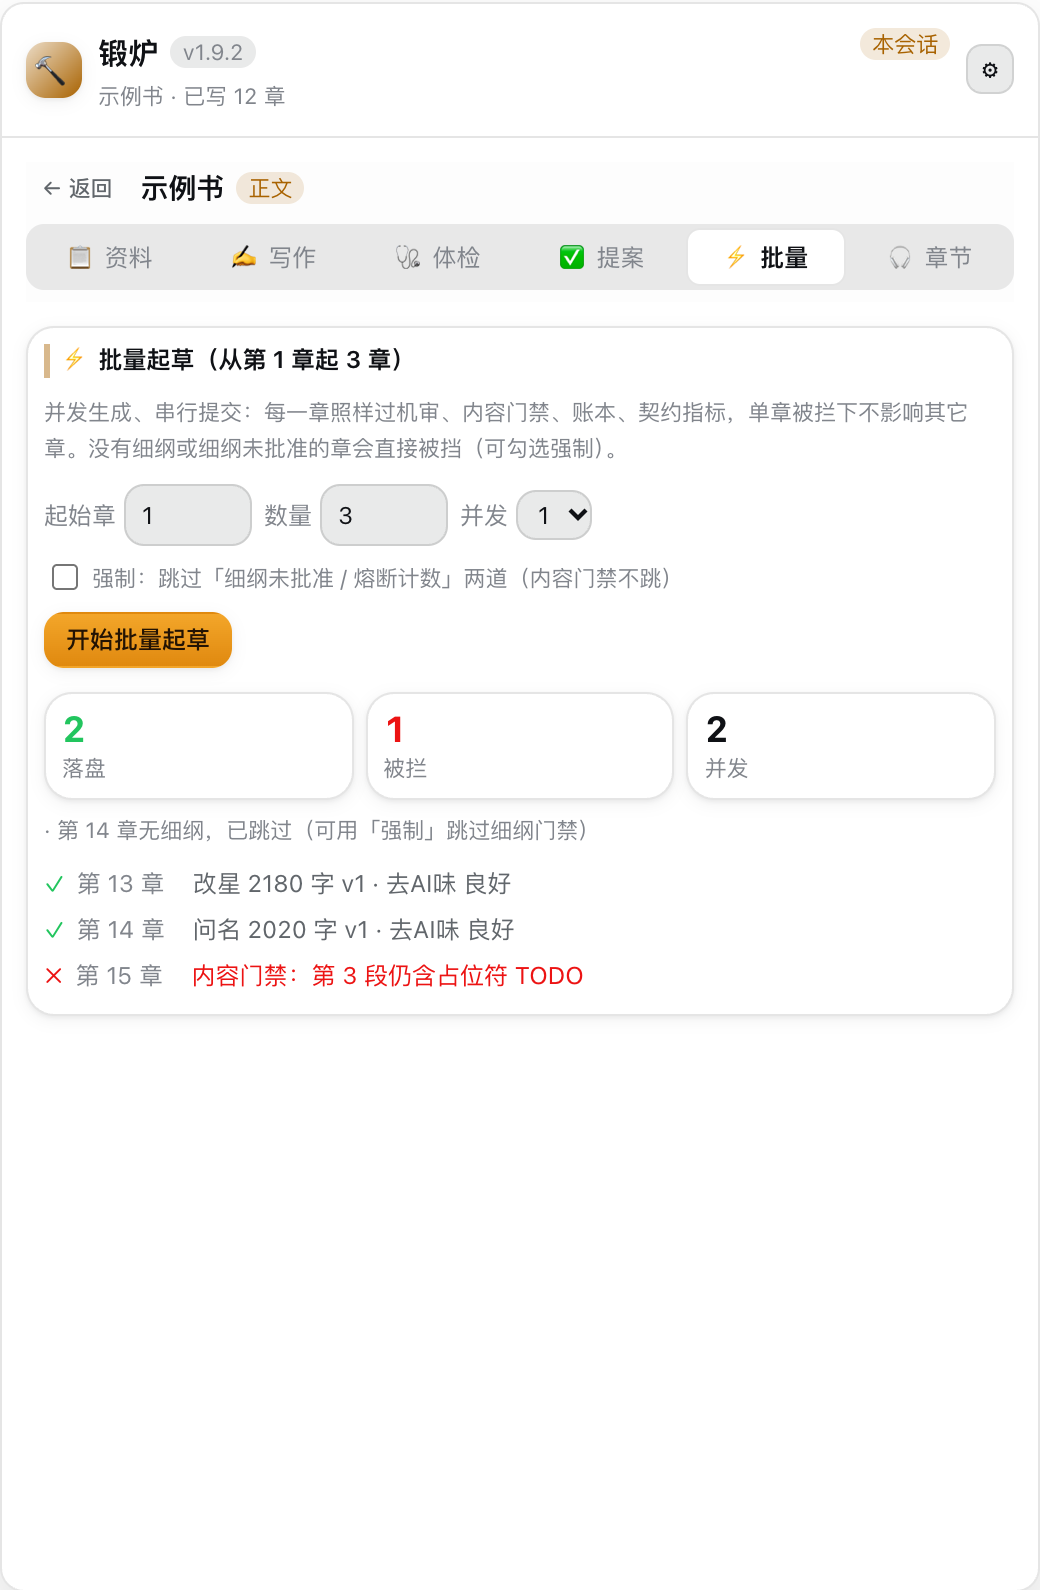 锻炉 v1.9.2
示例书 · 已写 12 章
本会话
← 返回 示例书 正文
资料 写作 体检 提案 批量 章节
批量起草（从第 1 章起 3 章）
并发生成、串行提交：每一章照样过机审、内容门禁、账本、契约指标，单章被拦下不影响其它
章。没有细纲或细纲未批准的章会直接被挡（可勾选强制）。
起始章 1 数量 3 并发 1
强制：跳过「细纲未批准 / 熔断计数」两道（内容门禁不跳）
开始批量起草
2 1 2
落盘 被拦 并发
· 第 14 章无细纲，已跳过（可用「强制」跳过细纲门禁）
✓ 第 13 章 改星 2180 字 v1 · 去AI味 良好
✓ 第 14 章 问名 2020 字 v1 · 去AI味 良好
✕ 第 15 章 内容门禁：第 3 段仍含占位符 TODO